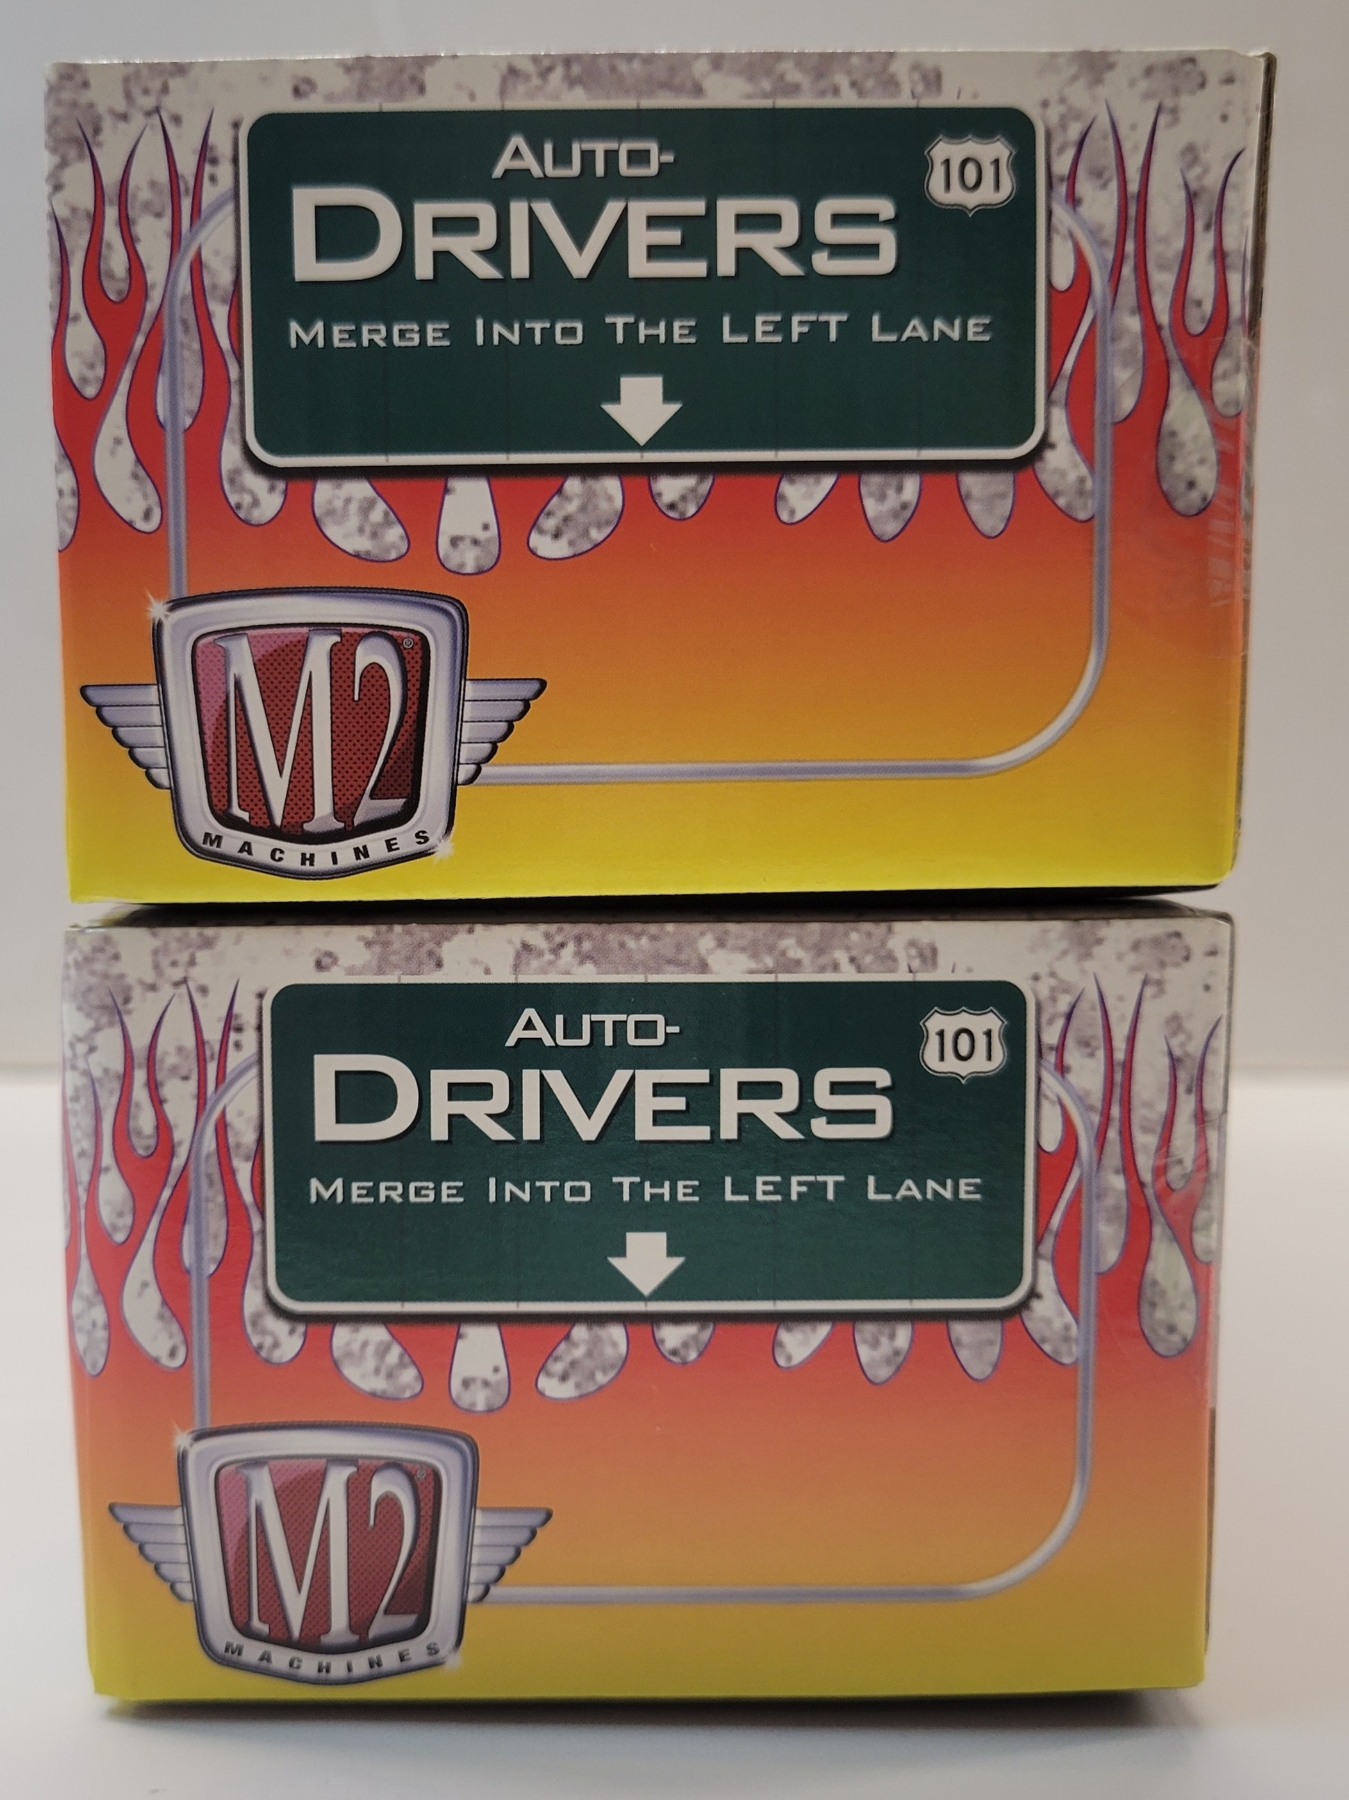 AUTO-
DRIVERS
101
MERGE INTO THE LEFT LANE
M2®
MACHINES
AUTO-
DRIVERS
101
MERGE INTO THE LEFT LANE
M2®
MACHINES